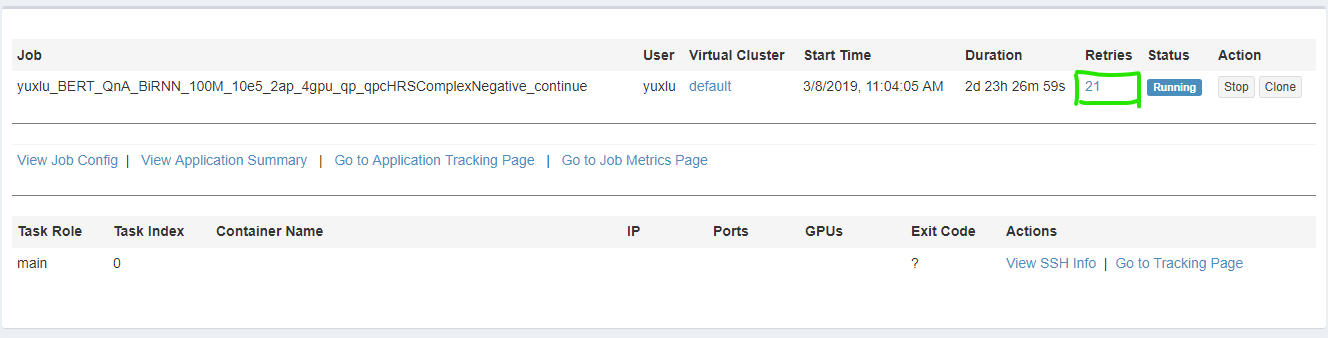 Job User Virtual Cluster Start Time Duration Retries Status Action
yuxlu_BERT_QnA_BiRNN_100M_10e5_2ap_4gpu_qp_qpcHRSComplexNegative_continue yuxlu default 3/8/2019, 11:04:05 AM 2d 23h 26m 59s 21 Running Stop Clone
View Job Config | View Application Summary | Go to Application Tracking Page | Go to Job Metrics Page
Task Role Task Index Container Name IP Ports GPUs Exit Code Actions
main 0 ? View SSH Info | Go to Tracking Page